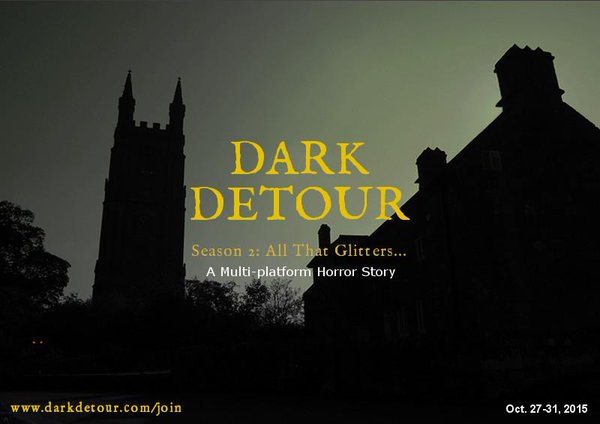 DARK
DETOUR
Season 2: All That Glitters...
A Multi-platform Horror Story
www.darkdetour.com/join
Oct. 27-31, 2015